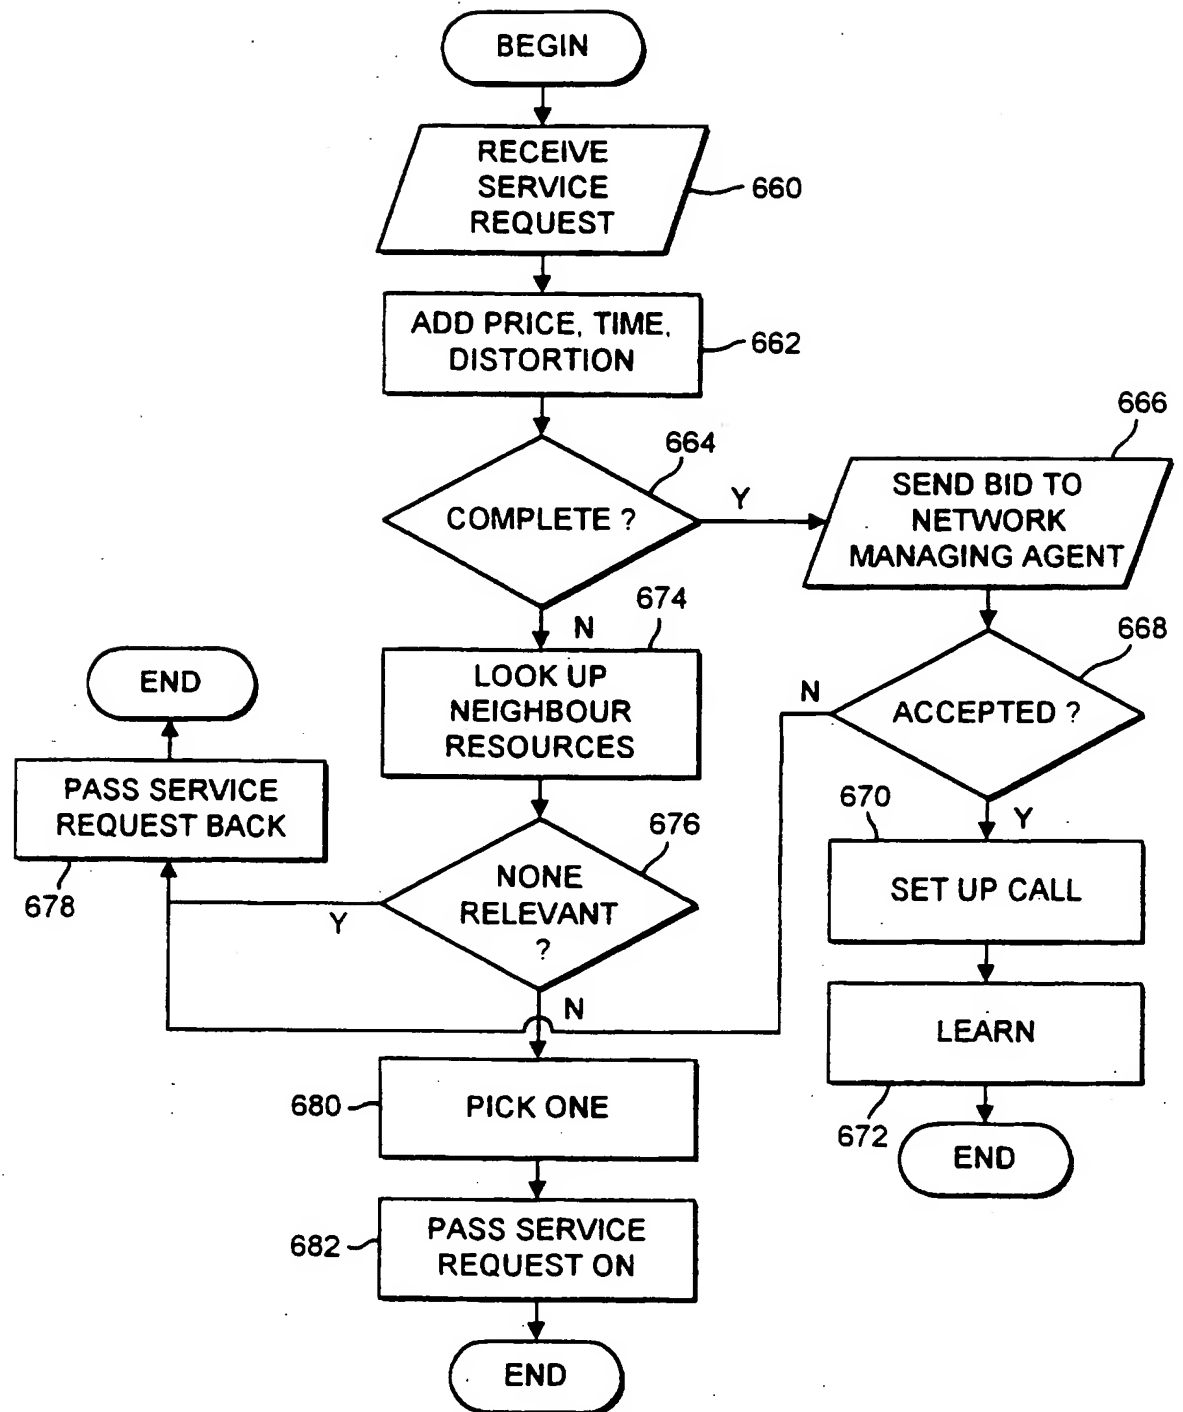 BEGIN
RECEIVE
SERVICE
REQUEST
660
ADD PRICE, TIME,
DISTORTION
662
664
COMPLETE ?
Y
N
666
SEND BID TO
NETWORK
MANAGING AGENT
668
ACCEPTED ?
N
Y
670
SET UP CALL
LEARN
672
END
674
LOOK UP
NEIGHBOUR
RESOURCES
676
NONE
RELEVANT
?
Y
N
END
PASS SERVICE
REQUEST BACK
678
680
PICK ONE
682
PASS SERVICE
REQUEST ON
END